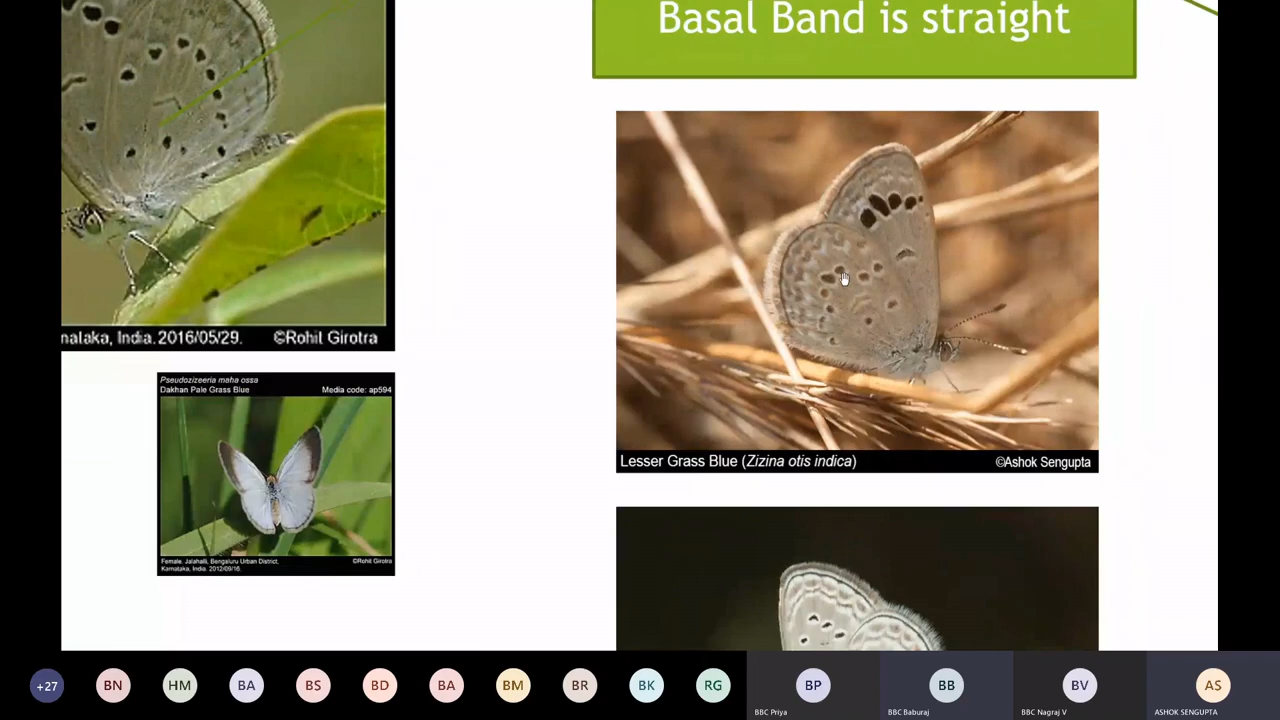 Basal Band is straight
nalaka, India. 2016/05/29. ©Rohit Girotra
Pseudozizeeria maha ossa
Dakhan Pale Grass Blue Media code: ap594
Female, Jalahalli, Bengaluru Urban District,
Karnataka, India. 2012/09/16. ©Rohit Girotra
Lesser Grass Blue (Zizina otis indica) ©Ashok Sengupta
+27 BN HM BA BS BD BA BM BR BK RG BP BB BV AS
BBC Priya BBC Baburaj BBC Nagraj V ASHOK SENGUPTA